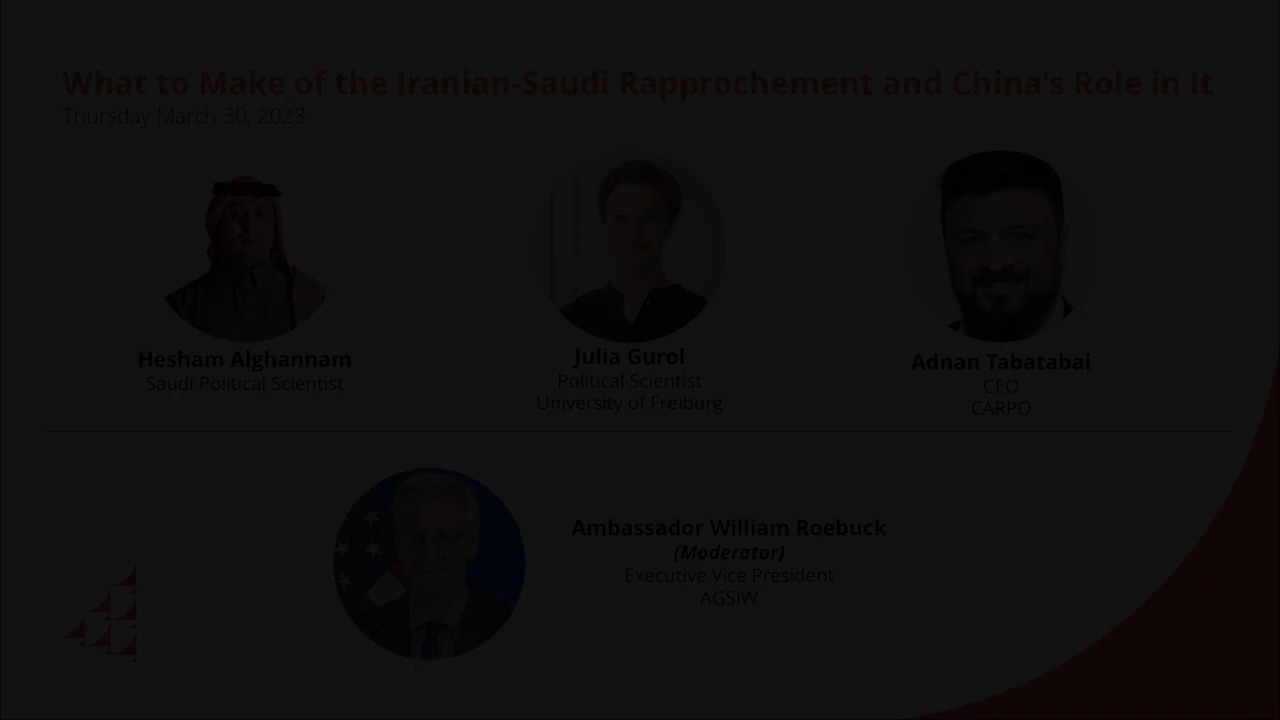 What to Make of the Iranian-Saudi Rapprochement and China's Role in It
Thursday March 30, 2023
Hesham Alghannam
Saudi Political Scientist
Julia Gurol
Political Scientist
University of Freiburg
Adnan Tabatabai
CEO
CARPO
Ambassador William Roebuck
(Moderator)
Executive Vice President
AGSIW